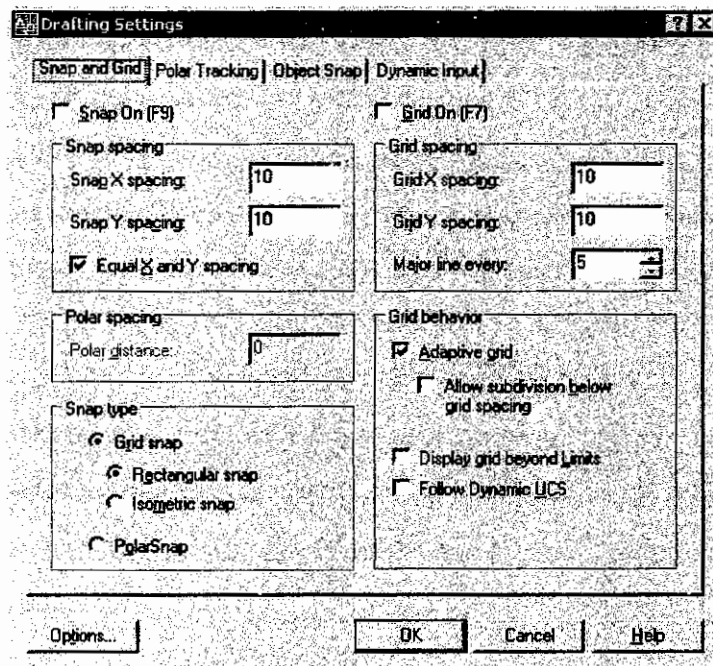 Drafting Settings
Snap and Grid Polar Tracking Object Snap Dynamic Input
Snap On (F9)
Snap spacing
Snap X spacing: 10
Snap Y spacing: 10
Equal X and Y spacing
Polar spacing
Polar distance: 0
Snap type
Grid snap
Rectangular snap
Isometric snap
PolarSnap
Grid On (F7)
Grid spacing
Grid X spacing: 10
Grid Y spacing: 10
Major line every: 5
Grid behavior
Adaptive grid
Allow subdivision below
grid spacing
Display grid beyond Limits
Follow Dynamic UCS
Options... OK Cancel Help